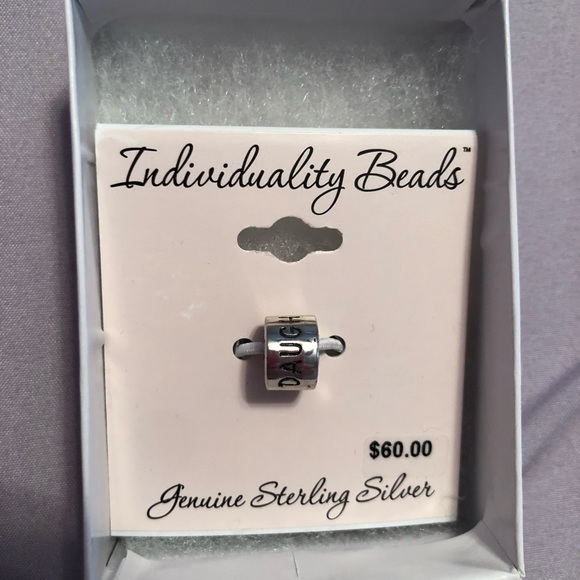 Individuality Beads™
DAUGH
$60.00
Genuine Sterling Silver